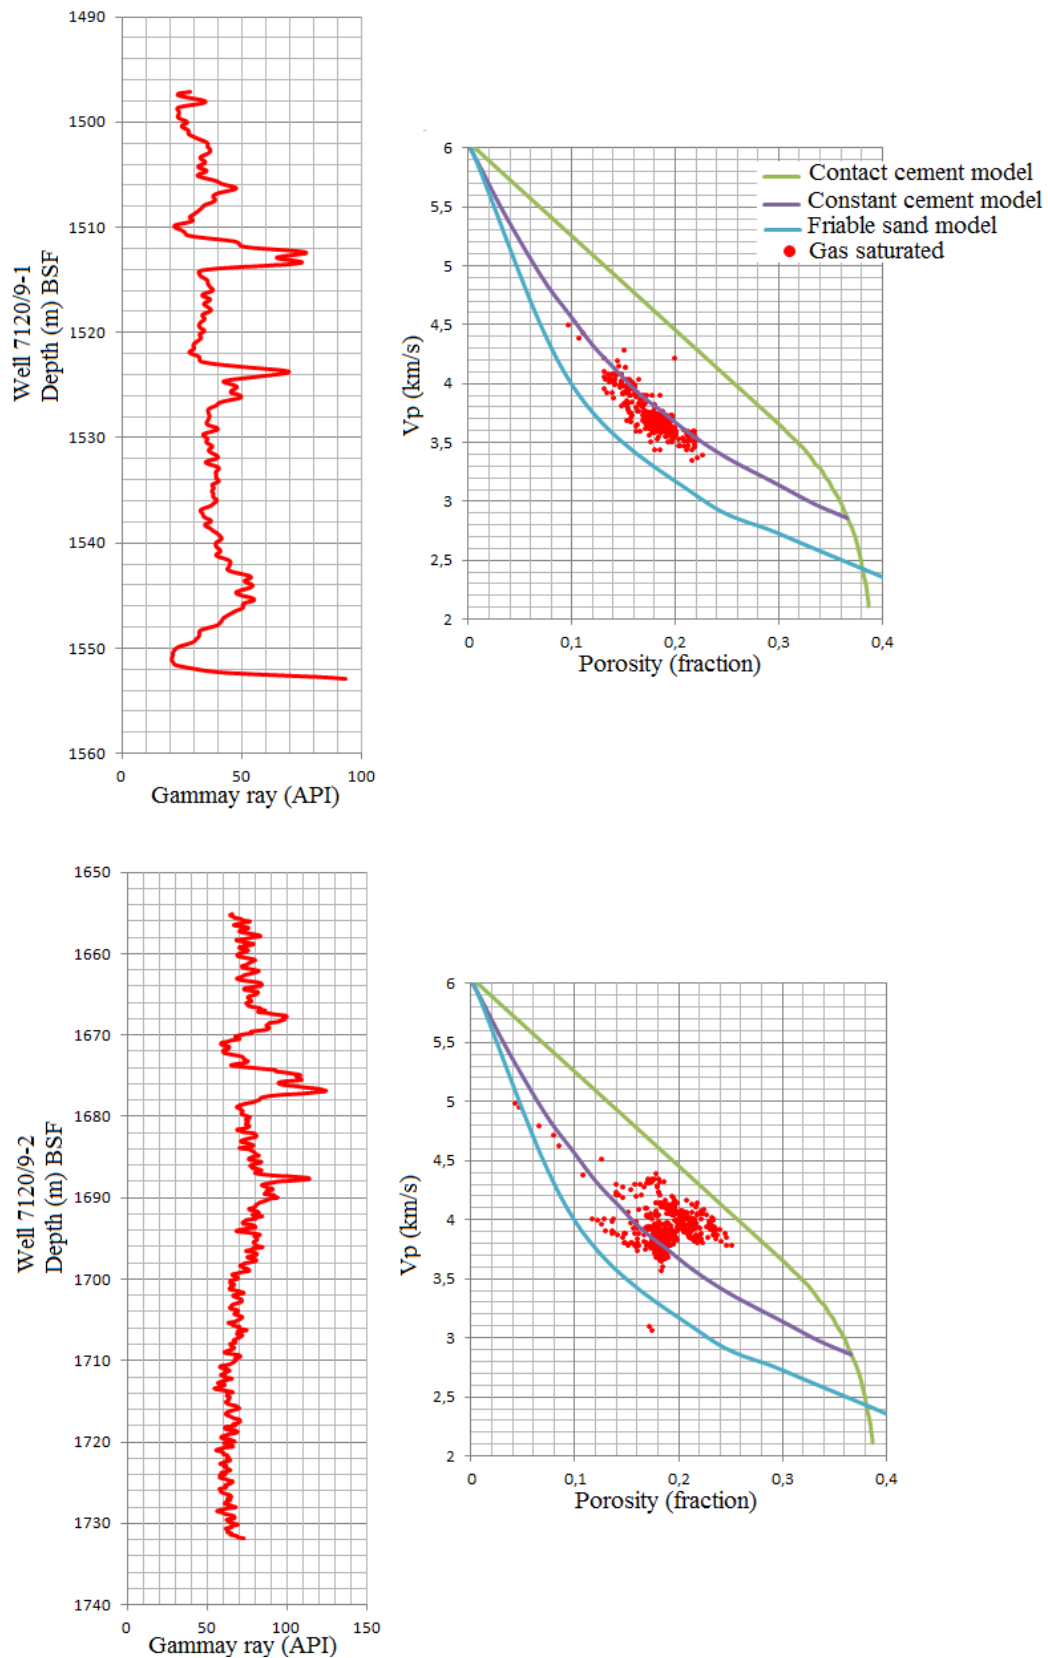 1490
1500
1510
1520
1530
1540
1550
1560
Well 7120/9-1
Depth (m) BSF
0 50 100
Gammay ray (API)
6
5,5
5
4,5
4
3,5
3
2,5
2
Vp (km/s)
0 0,1 0,2 0,3 0,4
Porosity (fraction)
Contact cement model
Constant cement model
Friable sand model
Gas saturated
1650
1660
1670
1680
1690
1700
1710
1720
1730
1740
Well 7120/9-2
Depth (m) BSF
0 50 100 150
Gammay ray (API)
6
5,5
5
4,5
4
3,5
3
2,5
2
Vp (km/s)
0 0,1 0,2 0,3 0,4
Porosity (fraction)